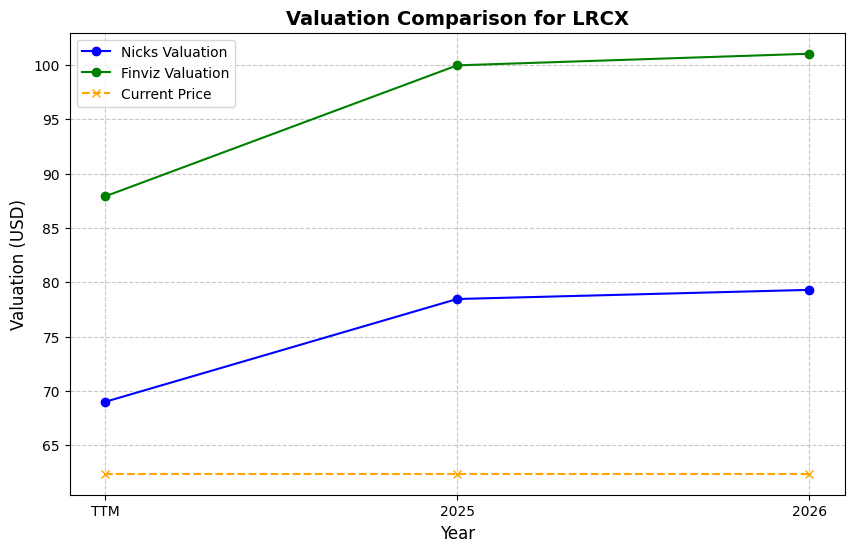 Valuation Comparison for LRCX
Nicks Valuation
Finviz Valuation
Current Price
Valuation (USD)
100
95
90
85
80
75
70
65
TTM
2025
2026
Year